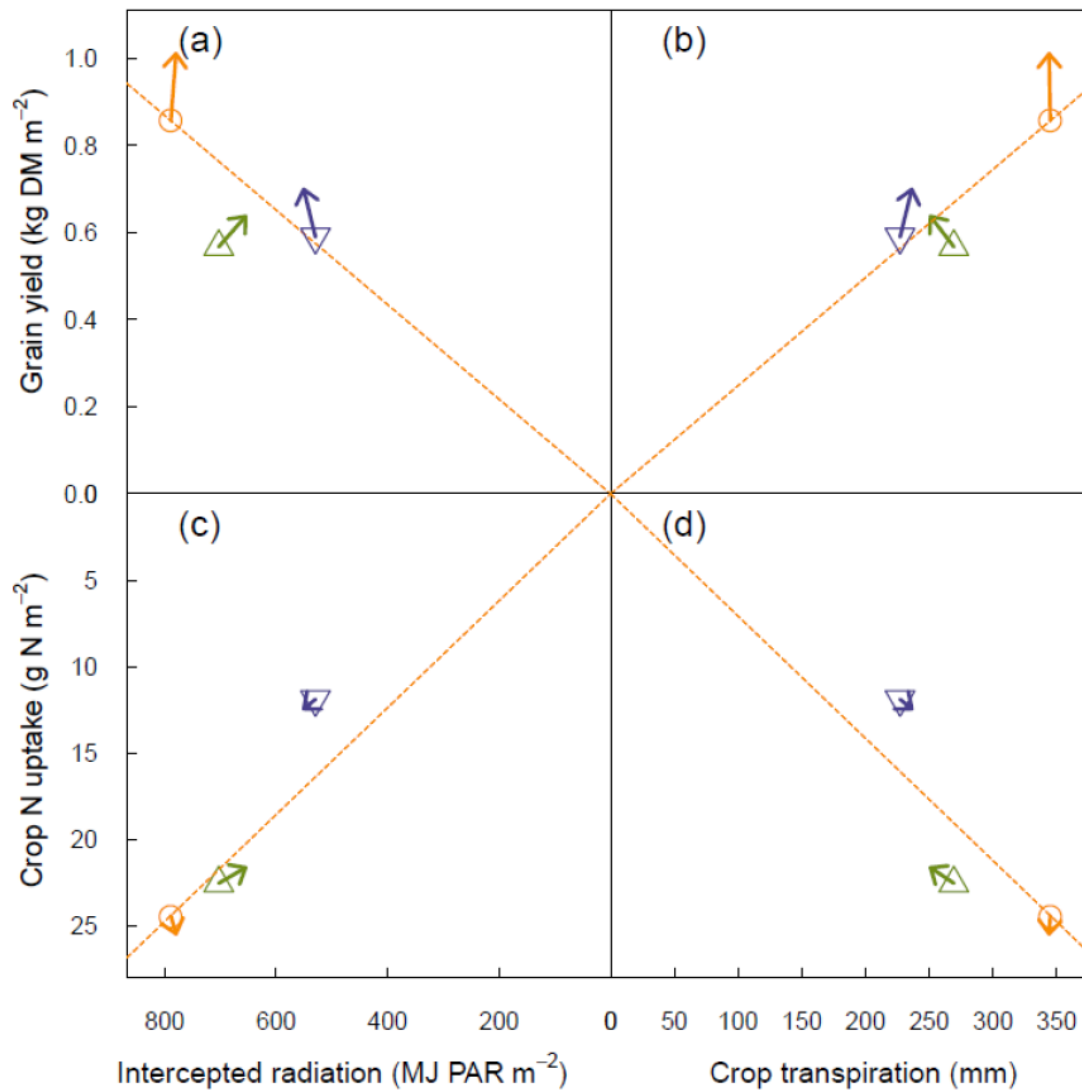 (a)
(b)
1.0
0.8
0.6
0.4
0.2
0.0
Grain yield (kg DM m⁻²)
(c)
(d)
5
10
15
20
25
Crop N uptake (g N m⁻²)
800 600 400 200 0 50 100 150 200 250 300 350
Intercepted radiation (MJ PAR m⁻²) Crop transpiration (mm)